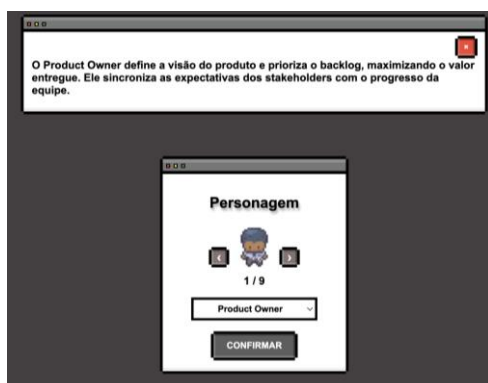 ×
O Product Owner define a visão do produto e prioriza o backlog, maximizando o valor
entregue. Ele sincroniza as expectativas dos stakeholders com o progresso da
equipe.
Personagem
‹ ›
1 / 9
Product Owner
CONFIRMAR